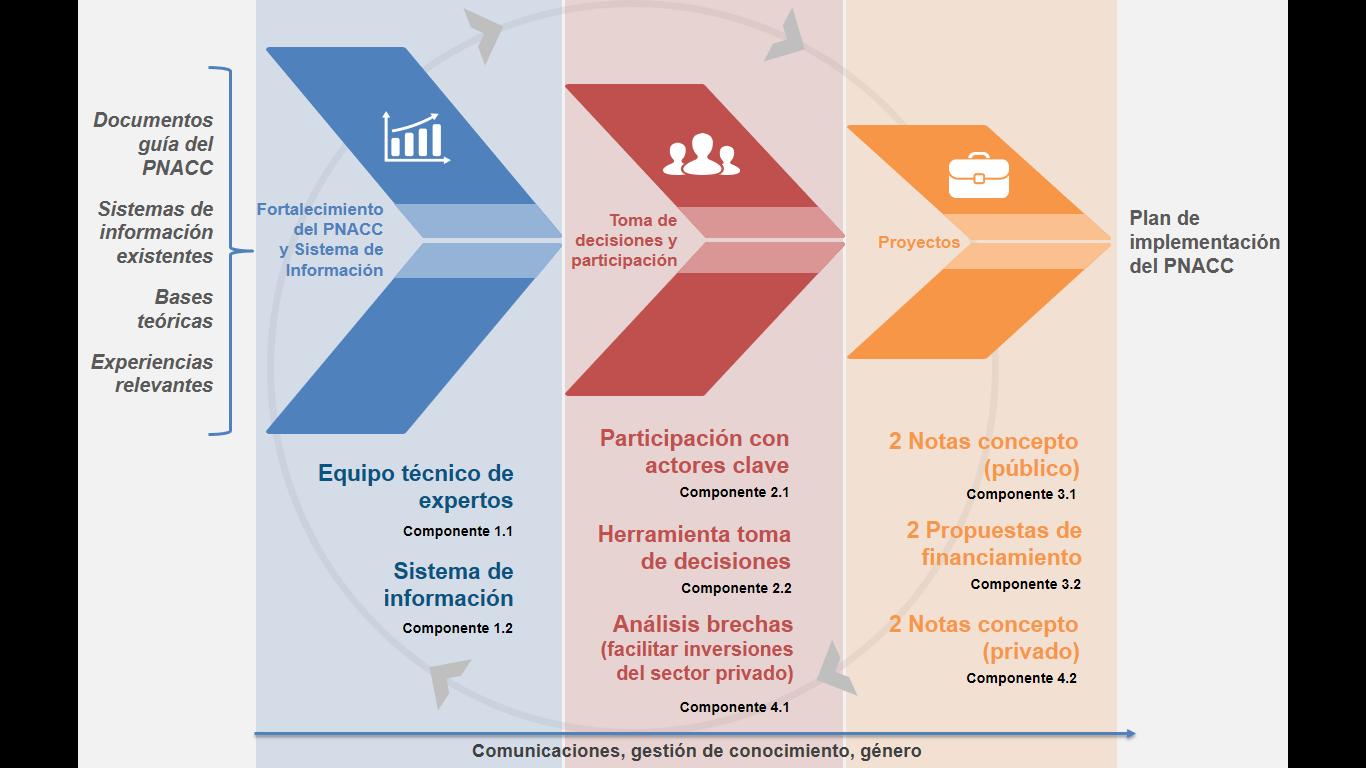 Documentos
guía del
PNACC
Sistemas de
información
existentes
Bases
teóricas
Experiencias
relevantes
Fortalecimiento
del PNACC
y Sistema de
Información
Toma de
decisiones y
participación
Proyectos
Plan de
implementación
del PNACC
Equipo técnico de
expertos
Componente 1.1
Sistema de
información
Componente 1.2
Participación con
actores clave
Componente 2.1
Herramienta toma
de decisiones
Componente 2.2
Análisis brechas
(facilitar inversiones
del sector privado)
Componente 4.1
2 Notas concepto
(público)
Componente 3.1
2 Propuestas de
financiamiento
Componente 3.2
2 Notas concepto
(privado)
Componente 4.2
Comunicaciones, gestión de conocimiento, género